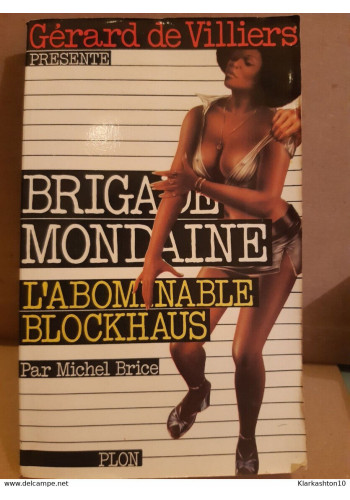 Gérard de Villiers
PRÉSENTE
BRIGADE
MONDAINE
L'ABOMINABLE
BLOCKHAUS
Par Michel Brice
PLON
www.delcampe.net
Klarkashton10